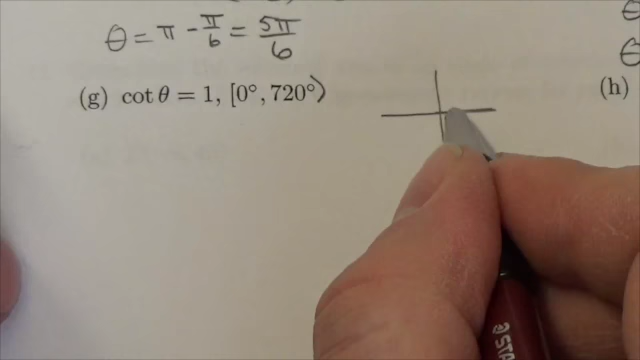 θ = π - π/6 = 5π/6
θ
θ
(g) cot θ = 1, [0°, 720°)
(h)